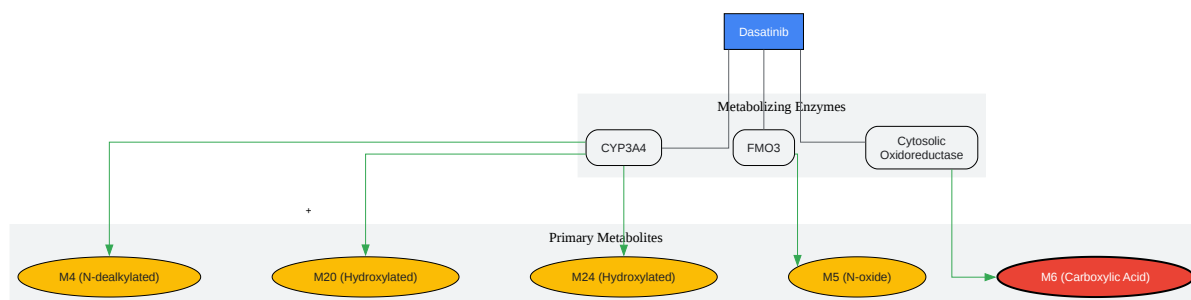 Dasatinib
Metabolizing Enzymes
CYP3A4
FMO3
Cytosolic
Oxidoreductase
+
Primary Metabolites
M4 (N-dealkylated)
M20 (Hydroxylated)
M24 (Hydroxylated)
M5 (N-oxide)
M6 (Carboxylic Acid)